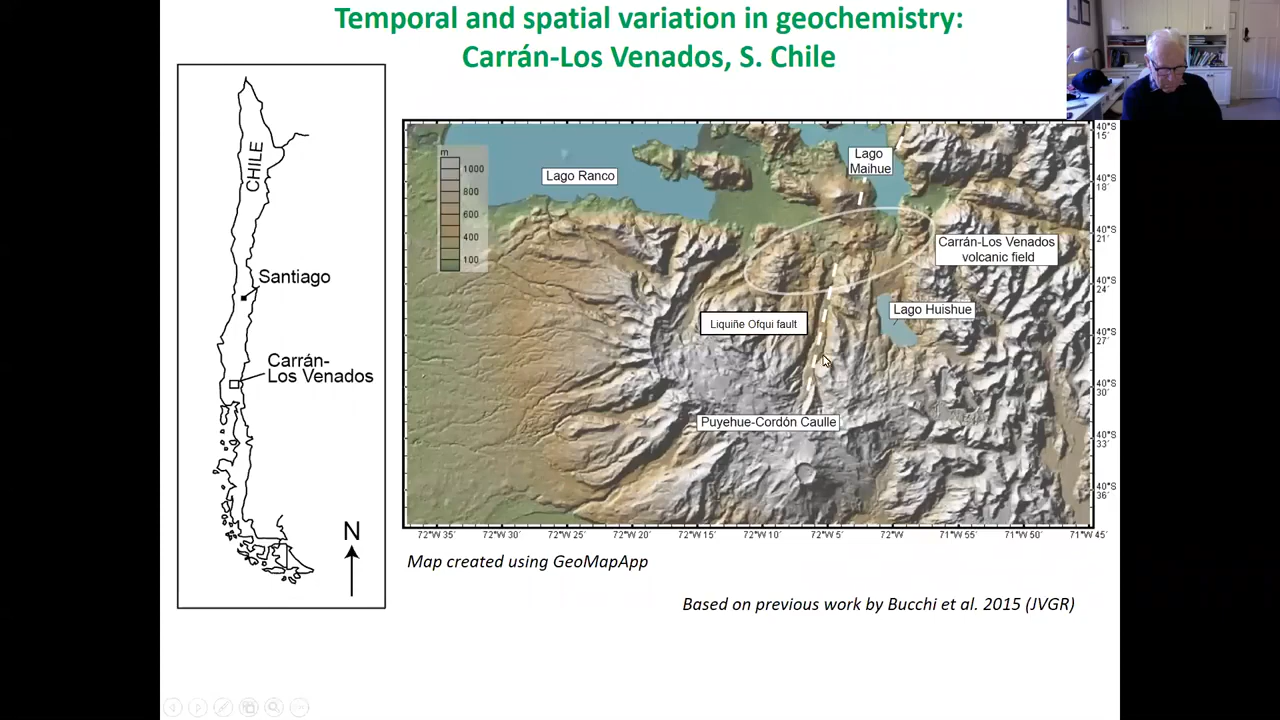 Temporal and spatial variation in geochemistry:
Carrán-Los Venados, S. Chile
CHILE
Santiago
Carrán-
Los Venados
N
m
1000
800
600
400
100
Lago Ranco
Lago
Maihue
Carrán-Los Venados
volcanic field
Lago Huishue
Liquiñe Ofqui fault
Puyehue-Cordón Caulle
40°S
15'
40°S
18'
40°S
21'
40°S
24'
40°S
27'
40°S
30'
40°S
33'
40°S
36'
72°W 35'
72°W 30'
72°W 25'
72°W 20'
72°W 15'
72°W 10'
72°W 5'
72°W
71°W 55'
71°W 50'
71°W 45'
Map created using GeoMapApp
Based on previous work by Bucchi et al. 2015 (JVGR)